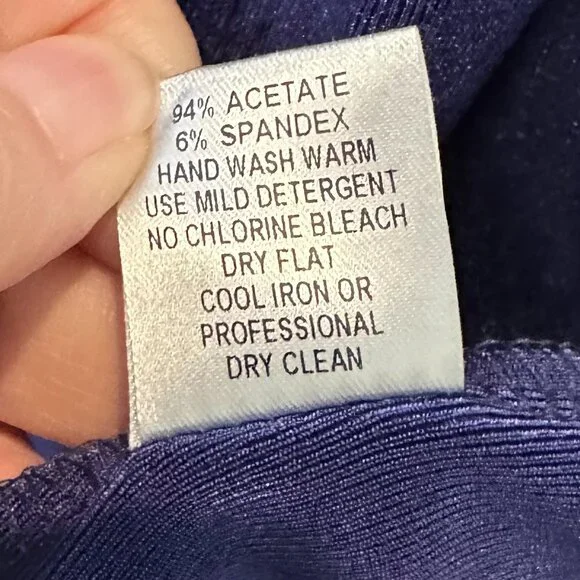 94% ACETATE
6% SPANDEX
HAND WASH WARM
USE MILD DETERGENT
NO CHLORINE BLEACH
DRY FLAT
COOL IRON OR
PROFESSIONAL
DRY CLEAN